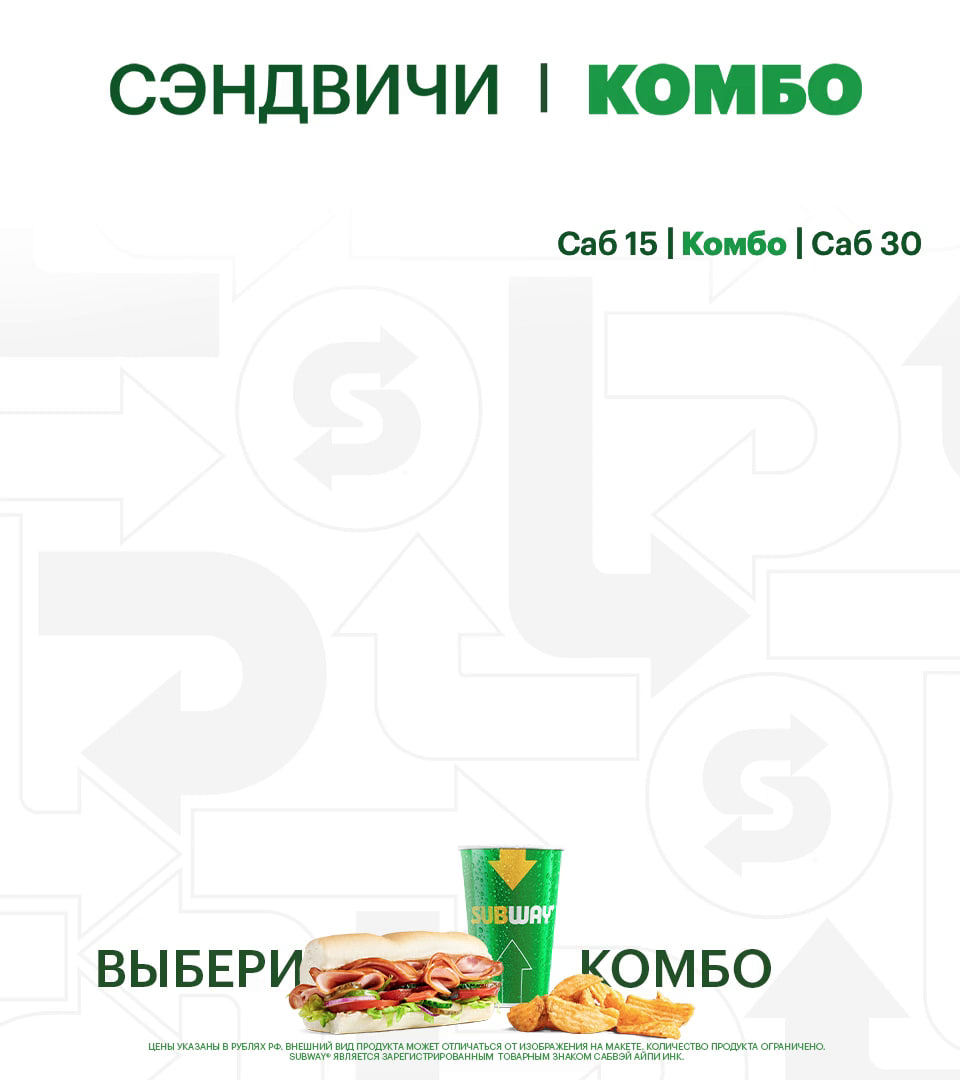 СЭНДВИЧИ | КОМБО
Саб 15 | Комбо | Саб 30
SUBWAY
ВЫБЕРИ КОМБО
ЦЕНЫ УКАЗАНЫ В РУБЛЯХ РФ. ВНЕШНИЙ ВИД ПРОДУКТА МОЖЕТ ОТЛИЧАТЬСЯ ОТ ИЗОБРАЖЕНИЯ НА МАКЕТЕ. КОЛИЧЕСТВО ПРОДУКТА ОГРАНИЧЕНО.
SUBWAY® ЯВЛЯЕТСЯ ЗАРЕГИСТРИРОВАННЫМ ТОВАРНЫМ ЗНАКОМ САБВЭЙ АЙПИ ИНК.